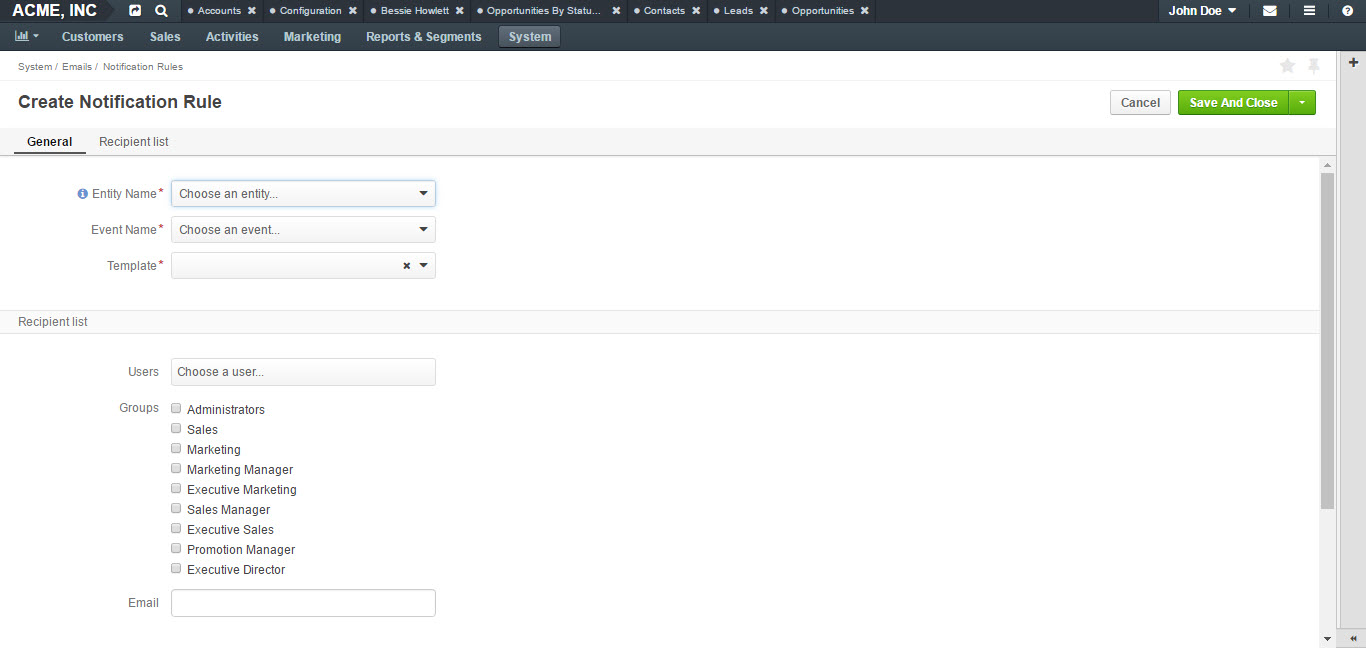 ACME, INC Accounts Configuration Bessie Howlett Opportunities By Statu... Contacts Leads Opportunities John Doe
Customers Sales Activities Marketing Reports & Segments System
System / Emails / Notification Rules
Create Notification Rule Cancel Save And Close
General Recipient list
Entity Name* Choose an entity...
Event Name* Choose an event...
Template*
Recipient list
Users Choose a user...
Groups Administrators
Sales
Marketing
Marketing Manager
Executive Marketing
Sales Manager
Executive Sales
Promotion Manager
Executive Director
Email